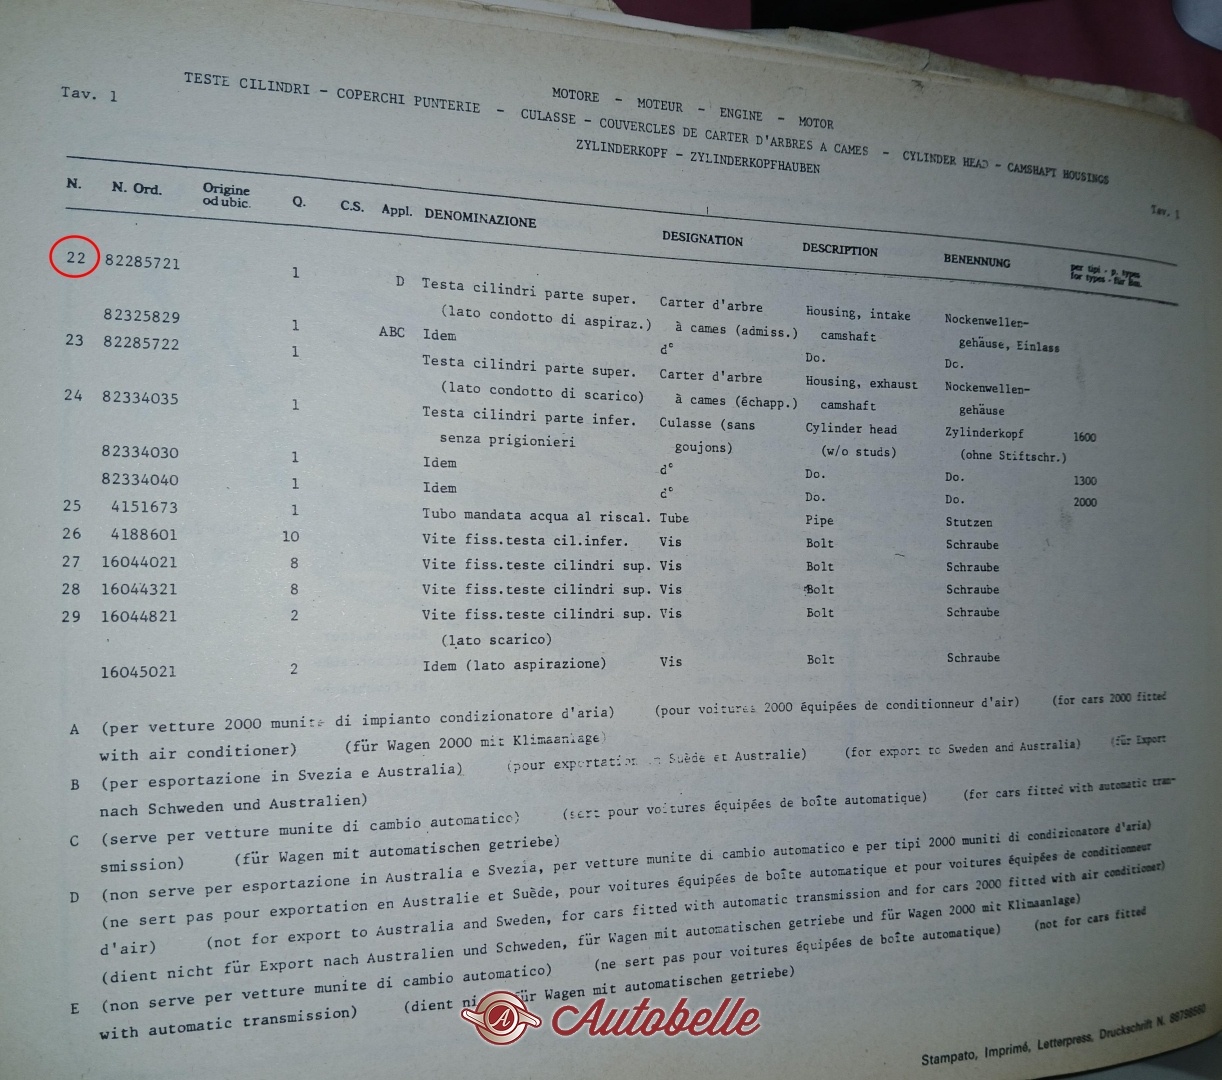 Tav. 1
MOTORE - MOTEUR - ENGINE - MOTOR
TESTE CILINDRI - COPERCHI PUNTERIE - CULASSE - COUVERCLES DE CARTER D'ARBRES A CAMES - CYLINDER HEAD - CAMSHAFT HOUSINGS
ZYLINDERKOPF - ZYLINDERKOPFHAUBEN
Tav. 1
N. N. Ord. Origine od ubic. Q. C.S. Appl. DENOMINAZIONE DESIGNATION DESCRIPTION BENENNUNG per tipi - p. types
for types - für Bm.
22 82285721 1 D Testa cilindri parte super. Carter d'arbre Housing, intake Nockenwellen-
(lato condotto di aspiraz.) à cames (admiss.) camshaft gehäuse, Einlass
82325829 1 ABC Idem d° Do. Do.
23 82285722 1 Testa cilindri parte super. Carter d'arbre Housing, exhaust Nockenwellen-
(lato condotto di scarico) à cames (échapp.) camshaft gehäuse
24 82334035 1 Testa cilindri parte infer. Culasse (sans Cylinder head Zylinderkopf 1600
senza prigionieri goujons) (w/o studs) (ohne Stiftschr.)
82334030 1 Idem d° Do. Do. 1300
82334040 1 Idem d° Do. Do. 2000
25 4151673 1 Tubo mandata acqua al riscal. Tube Pipe Stutzen
26 4188601 10 Vite fiss.testa cil.infer. Vis Bolt Schraube
27 16044021 8 Vite fiss.teste cilindri sup. Vis Bolt Schraube
28 16044321 8 Vite fiss.teste cilindri sup. Vis Bolt Schraube
29 16044821 2 Vite fiss.teste cilindri sup. Vis Bolt Schraube
(lato scarico)
16045021 2 Idem (lato aspirazione) Vis Bolt Schraube
A (per vetture 2000 munite di impianto condizionatore d'aria) (pour voitures 2000 équipées de conditionneur d'air) (for cars 2000 fitted
with air conditioner) (für Wagen 2000 mit Klimaanlage)
B (per esportazione in Svezia e Australia) (pour exportation en Suède et Australie) (for export to Sweden and Australia) (für Export
nach Schweden und Australien)
C (serve per vetture munite di cambio automatico) (sert pour voitures équipées de boîte automatique) (for cars fitted with automatic tran-
smission) (für Wagen mit automatischen getriebe)
D (non serve per esportazione in Australia e Svezia, per vetture munite di cambio automatico e per tipi 2000 muniti di condizionatore d'aria)
(ne sert pas pour exportation en Australie et Suède, pour voitures équipées de boîte automatique et pour voitures équipées de conditionneur
d'air) (not for export to Australia and Sweden, for cars fitted with automatic transmission and for cars 2000 fitted with air conditioner)
(dient nicht für Export nach Australien und Schweden, für Wagen mit automatischen getriebe und für Wagen 2000 mit Klimaanlage)
E (non serve per vetture munite di cambio automatico) (ne sert pas pour voitures équipées de boîte automatique) (not for cars fitted
with automatic transmission) (dient für Wagen mit automatischen getriebe)
A Autobelle
Stampato, Imprimé, Letterpress, Druckschrift N.